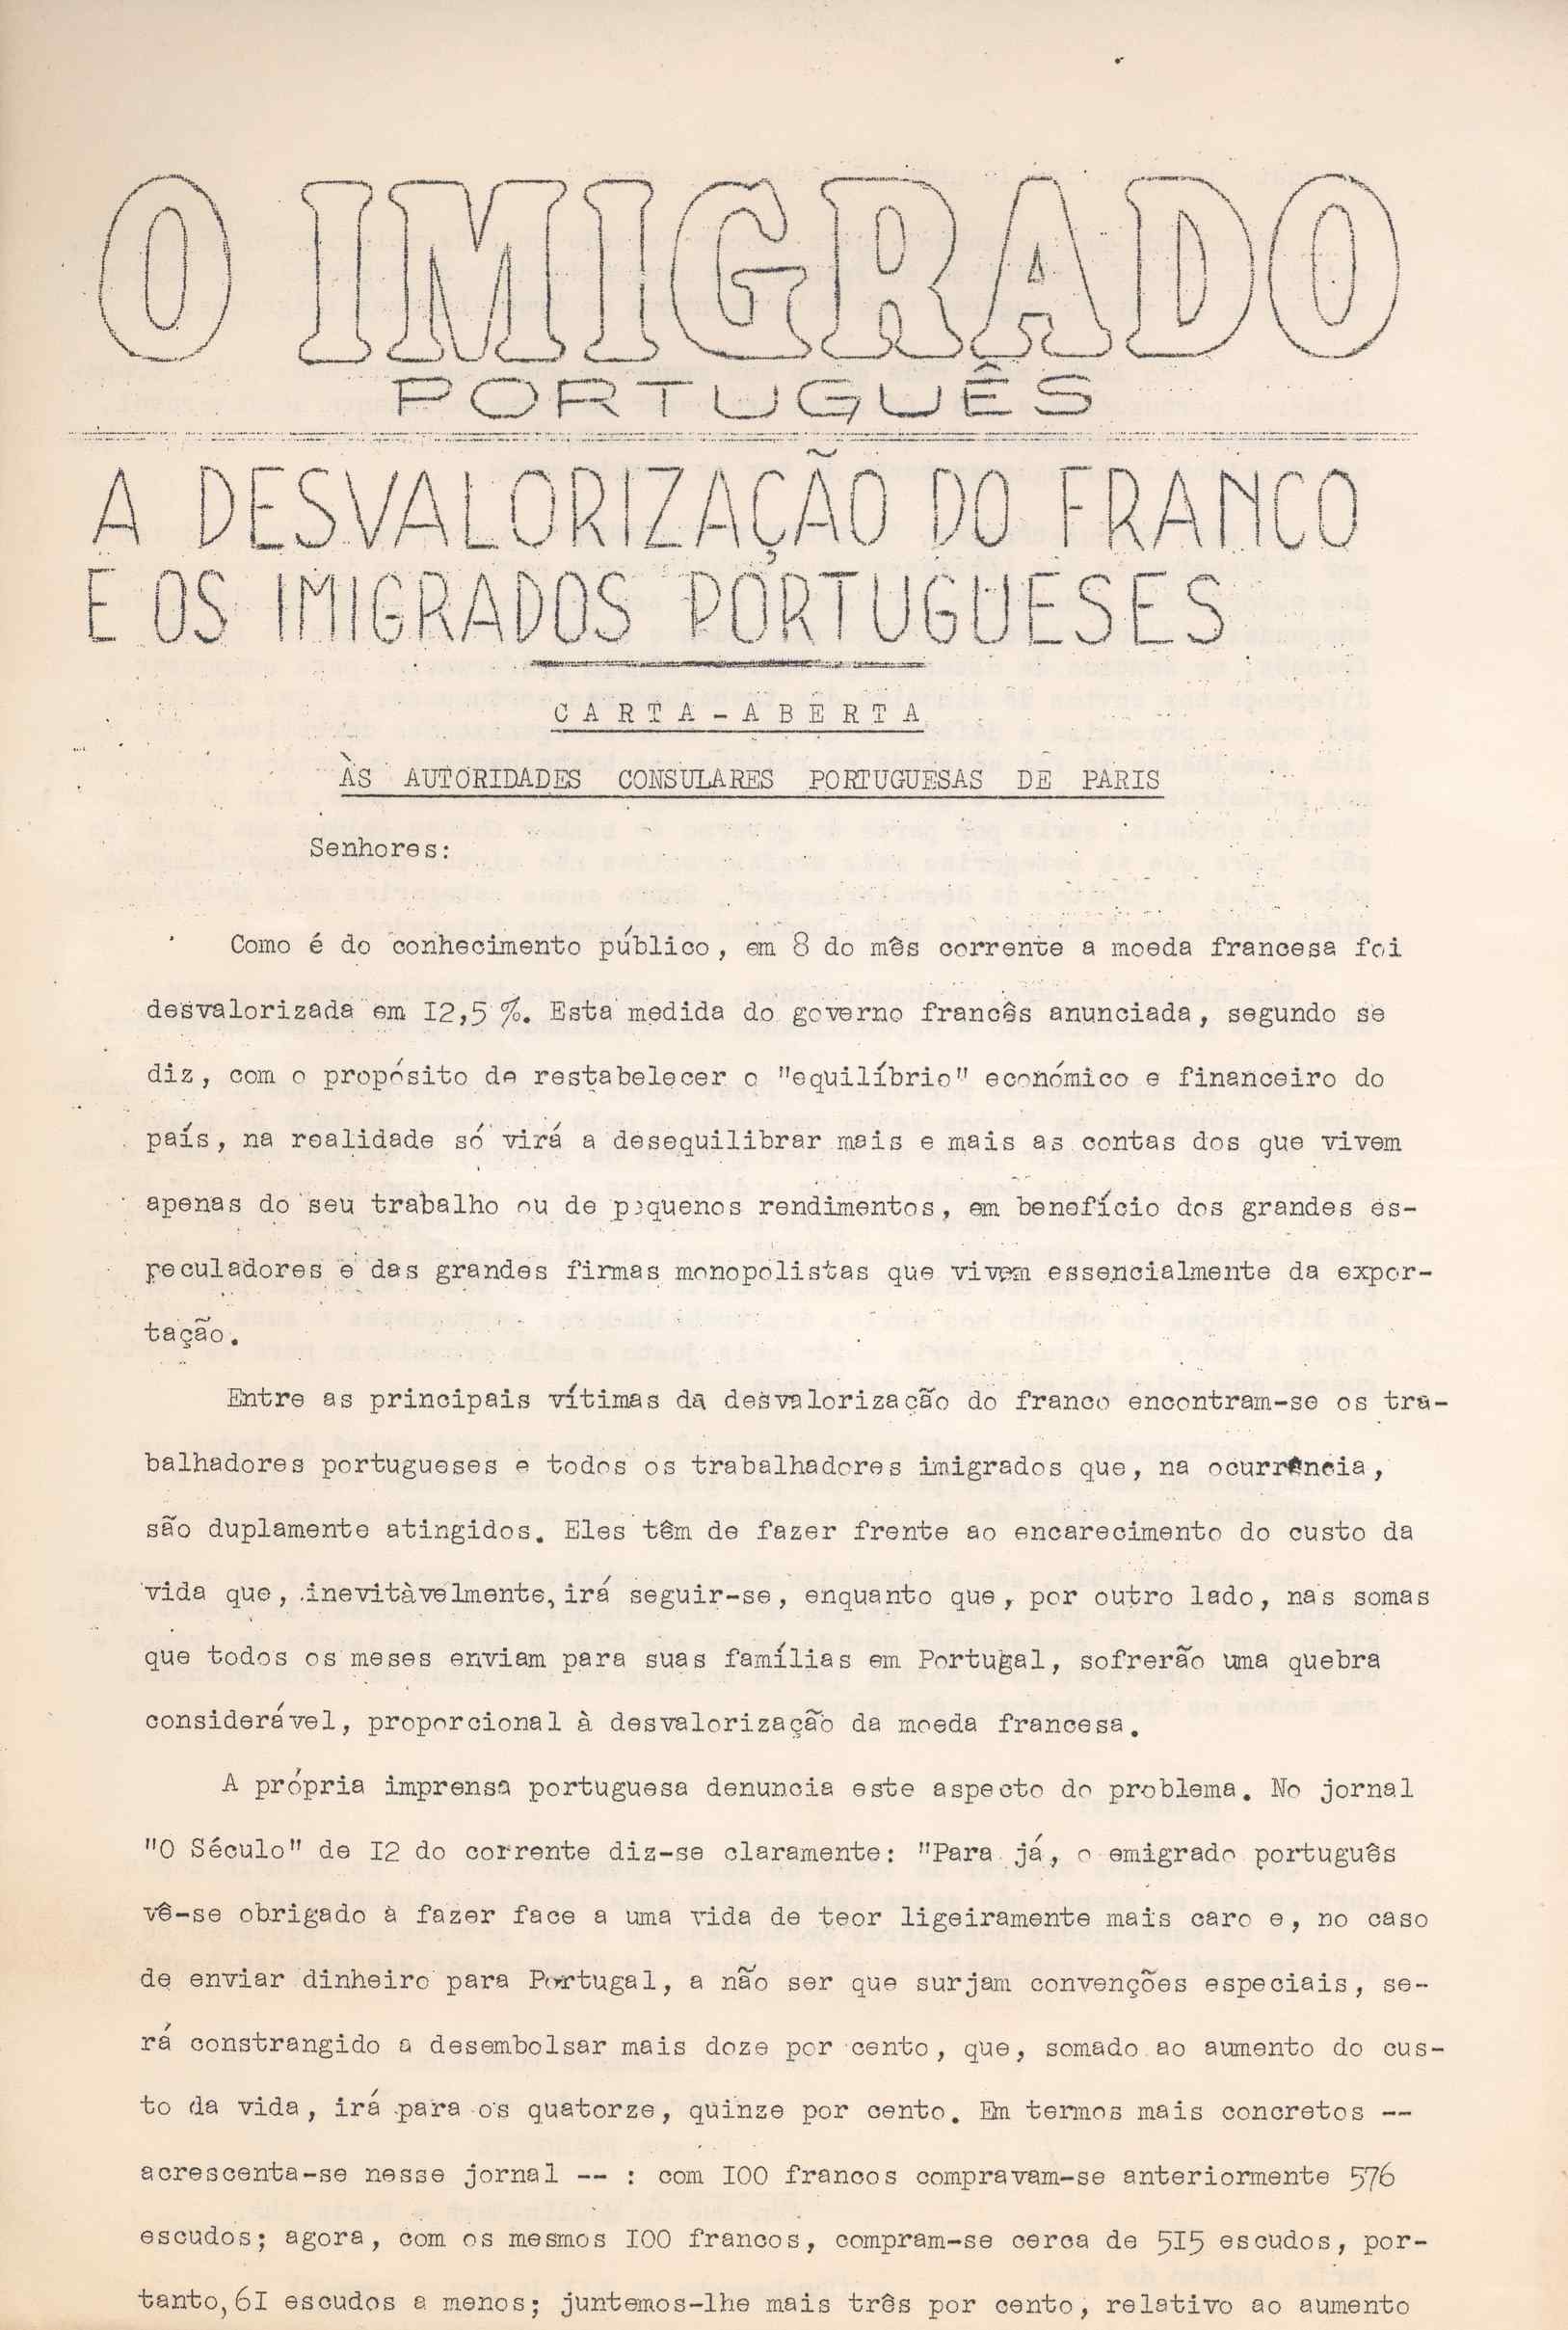 O IMIGRADO
PORTUGUÊS
A DESVALORIZAÇÃO DO FRANCO
E OS IMIGRADOS PORTUGUESES
CARTA-ABERTA
ÀS AUTORIDADES CONSULARES PORTUGUESAS DE PARIS
Senhores:
Como é do conhecimento público, em 8 do mês corrente a moeda francesa foi
desvalorizada em I2,5 %. Esta medida do governo francês anunciada, segundo se
diz, com o propósito de restabelecer o "equilíbrio" económico e financeiro do
país, na realidade só virá a desequilibrar mais e mais as contas dos que vivem
apenas do seu trabalho ou de pequenos rendimentos, em benefício dos grandes es-
peculadores e das grandes firmas monopolistas que vivem essencialmente da expor-
tação.
Entre as principais vítimas da desvalorização do franco encontram-se os tra-
balhadores portugueses e todos os trabalhadores imigrados que, na ocurrência,
são duplamente atingidos. Eles têm de fazer frente ao encarecimento do custo da
vida que, inevitàvelmente, irá seguir-se, enquanto que, por outro lado, nas somas
que todos os meses enviam para suas famílias em Portugal, sofrerão uma quebra
considerável, proporcional à desvalorização da moeda francesa.
A própria imprensa portuguesa denuncia este aspecto do problema. No jornal
"O Século" de I2 do corrente diz-se claramente: "Para já, o emigrado português
vê-se obrigado a fazer face a uma vida de teor ligeiramente mais caro e, no caso
de enviar dinheiro para Portugal, a não ser que surjam convenções especiais, se-
rá constrangido a desembolsar mais doze por cento, que, somado ao aumento do cus-
to da vida, irá para os quatorze, quinze por cento. Em termos mais concretos --
acrescenta-se nesse jornal -- : com I00 francos compravam-se anteriormente 576
escudos; agora, com os mesmos I00 francos, compram-se cerca de 5I5 escudos, por-
tanto, 6I escudos a menos; juntemos-lhe mais três por cento, relativo ao aumento